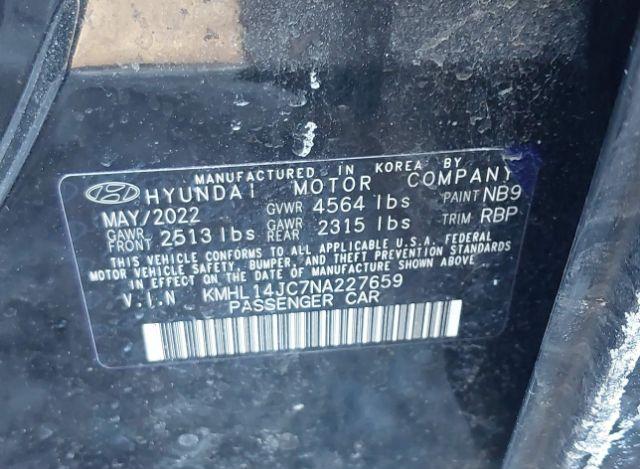 MANUFACTURED IN KOREA BY
HYUNDAI MOTOR COMPANY
MAY/2022 GVWR 4564 lbs PAINT NB9
GAWR FRONT 2513 lbs GAWR REAR 2315 lbs TRIM RBP
THIS VEHICLE CONFORMS TO ALL APPLICABLE U.S.A. FEDERAL
MOTOR VEHICLE SAFETY, BUMPER, AND THEFT PREVENTION STANDARDS
IN EFFECT ON THE DATE OF MANUFACTURE SHOWN ABOVE.
V.I.N KMHL14JC7NA227659
PASSENGER CAR